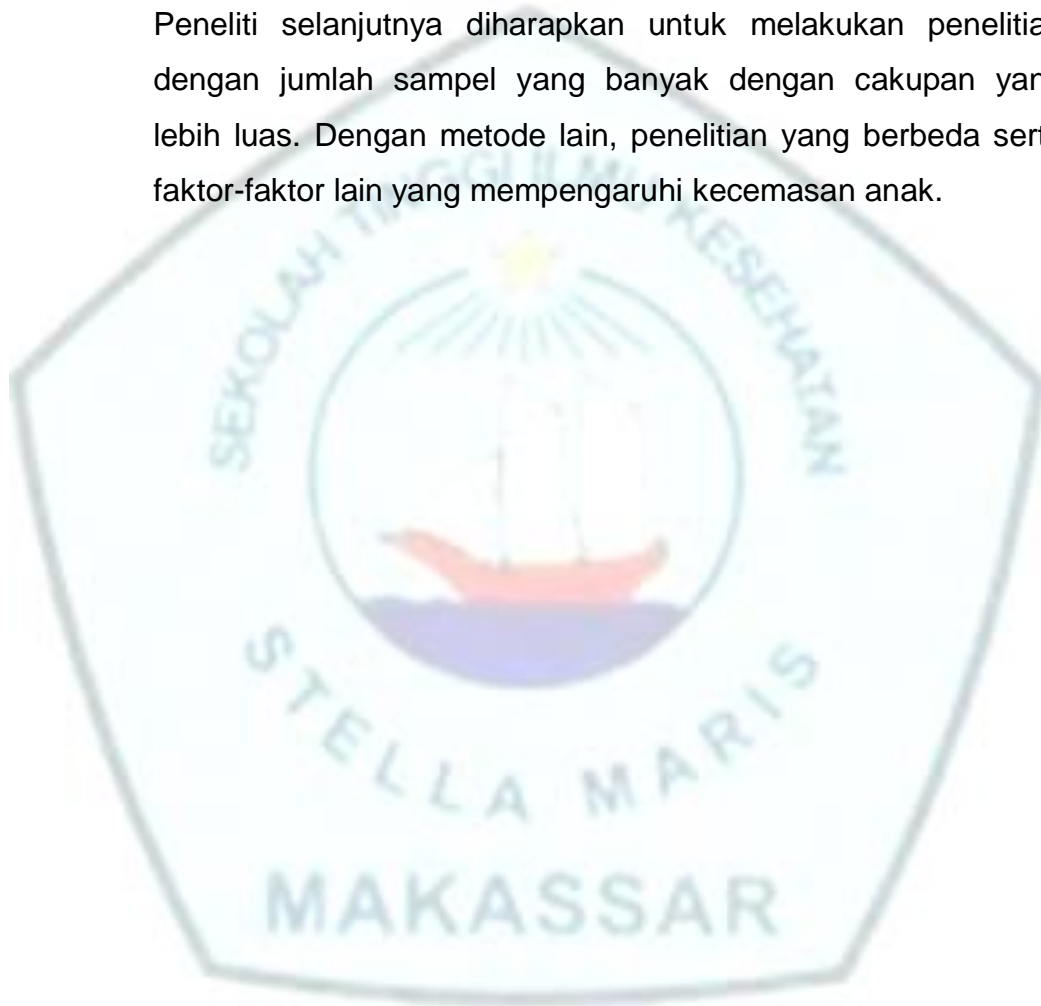 Peneliti selanjutnya diharapkan untuk melakukan penelitia
dengan jumlah sampel yang banyak dengan cakupan yan
lebih luas. Dengan metode lain, penelitian yang berbeda sert
faktor-faktor lain yang mempengaruhi kecemasan anak.
SEKOLAH TINGGI ILMU KESEHATAN
STELLA MARIS
MAKASSAR